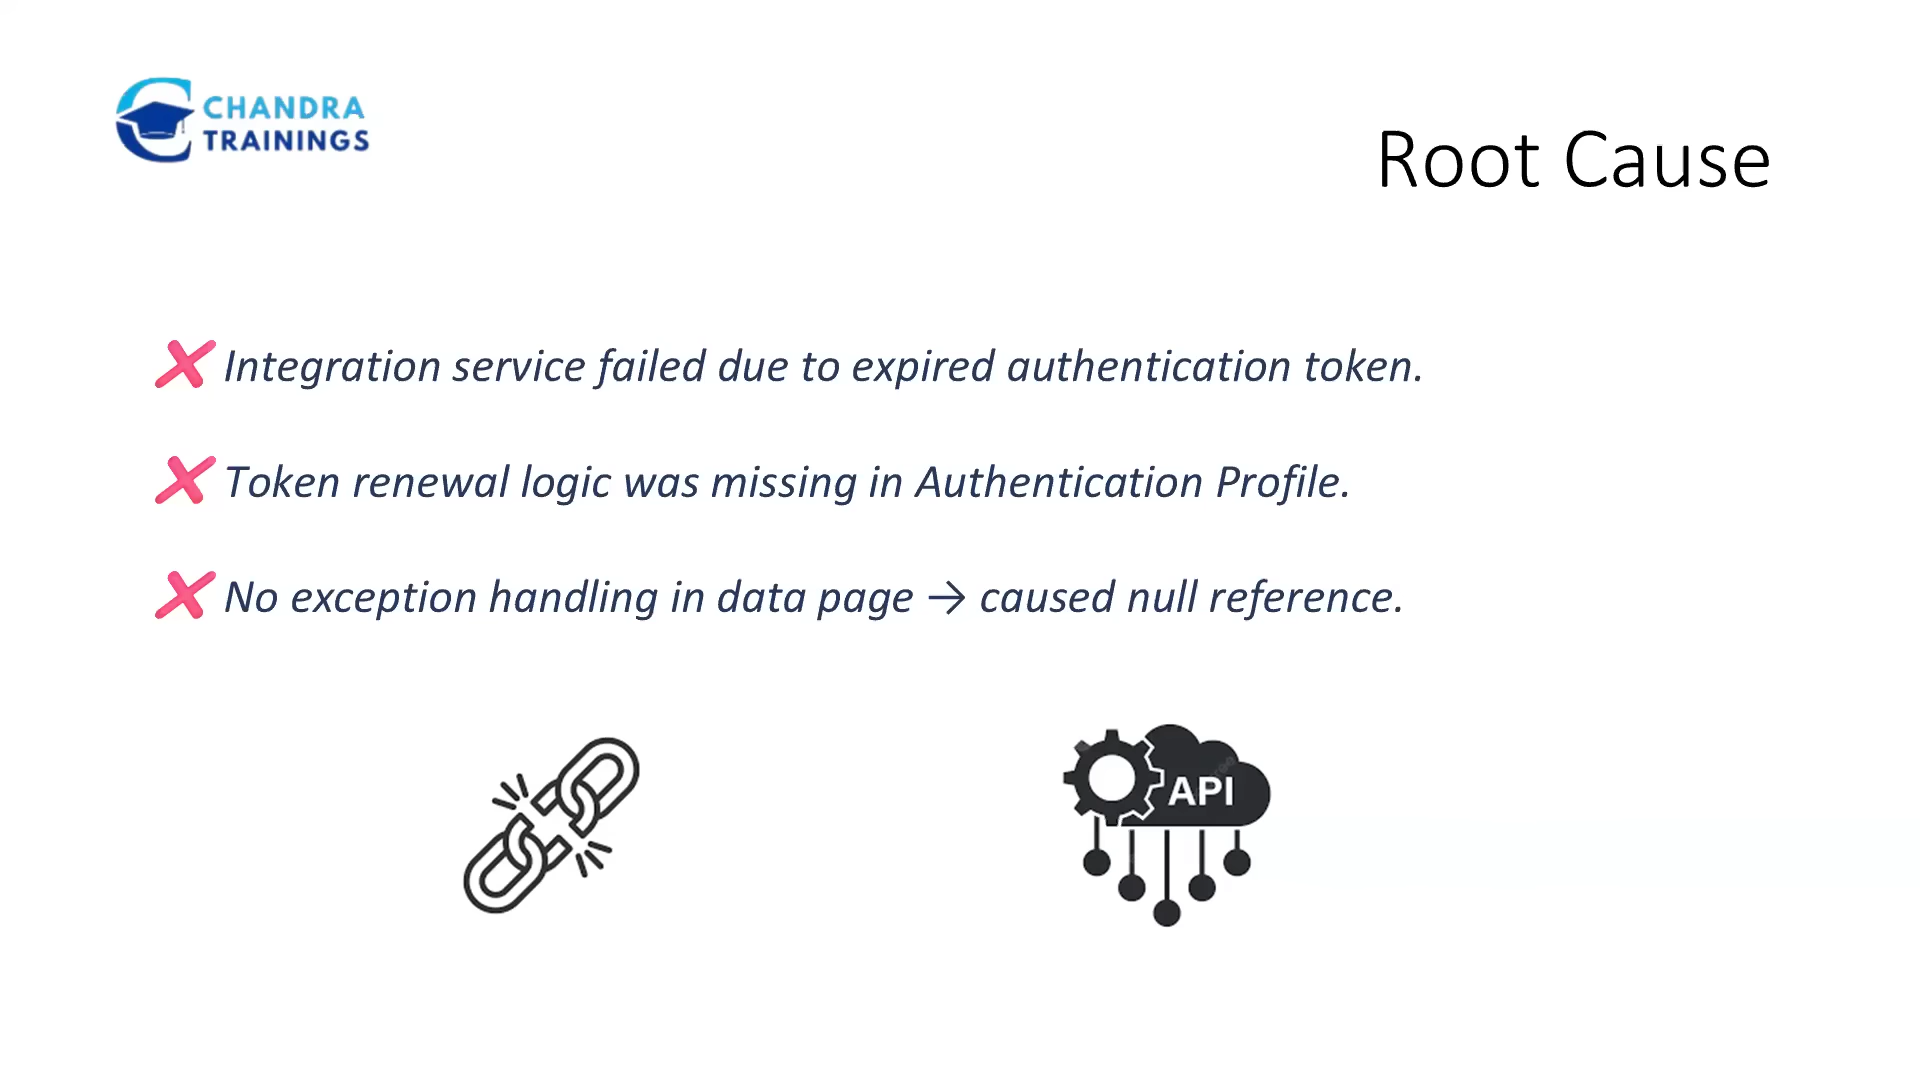 CHANDRA
TRAININGS
Root Cause
❌ Integration service failed due to expired authentication token.
❌ Token renewal logic was missing in Authentication Profile.
❌ No exception handling in data page → caused null reference.
API